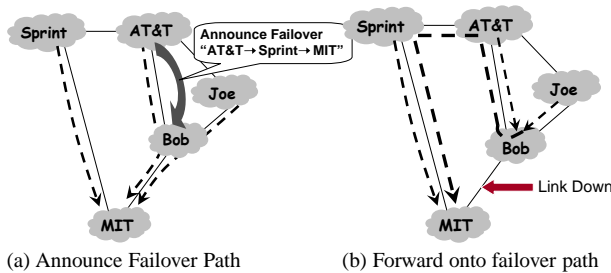 Sprint
AT&T
Announce Failover
“AT&T→Sprint→MIT”
Joe
Bob
MIT
(a) Announce Failover Path
Sprint
AT&T
Joe
Bob
Link Down
MIT
(b) Forward onto failover path